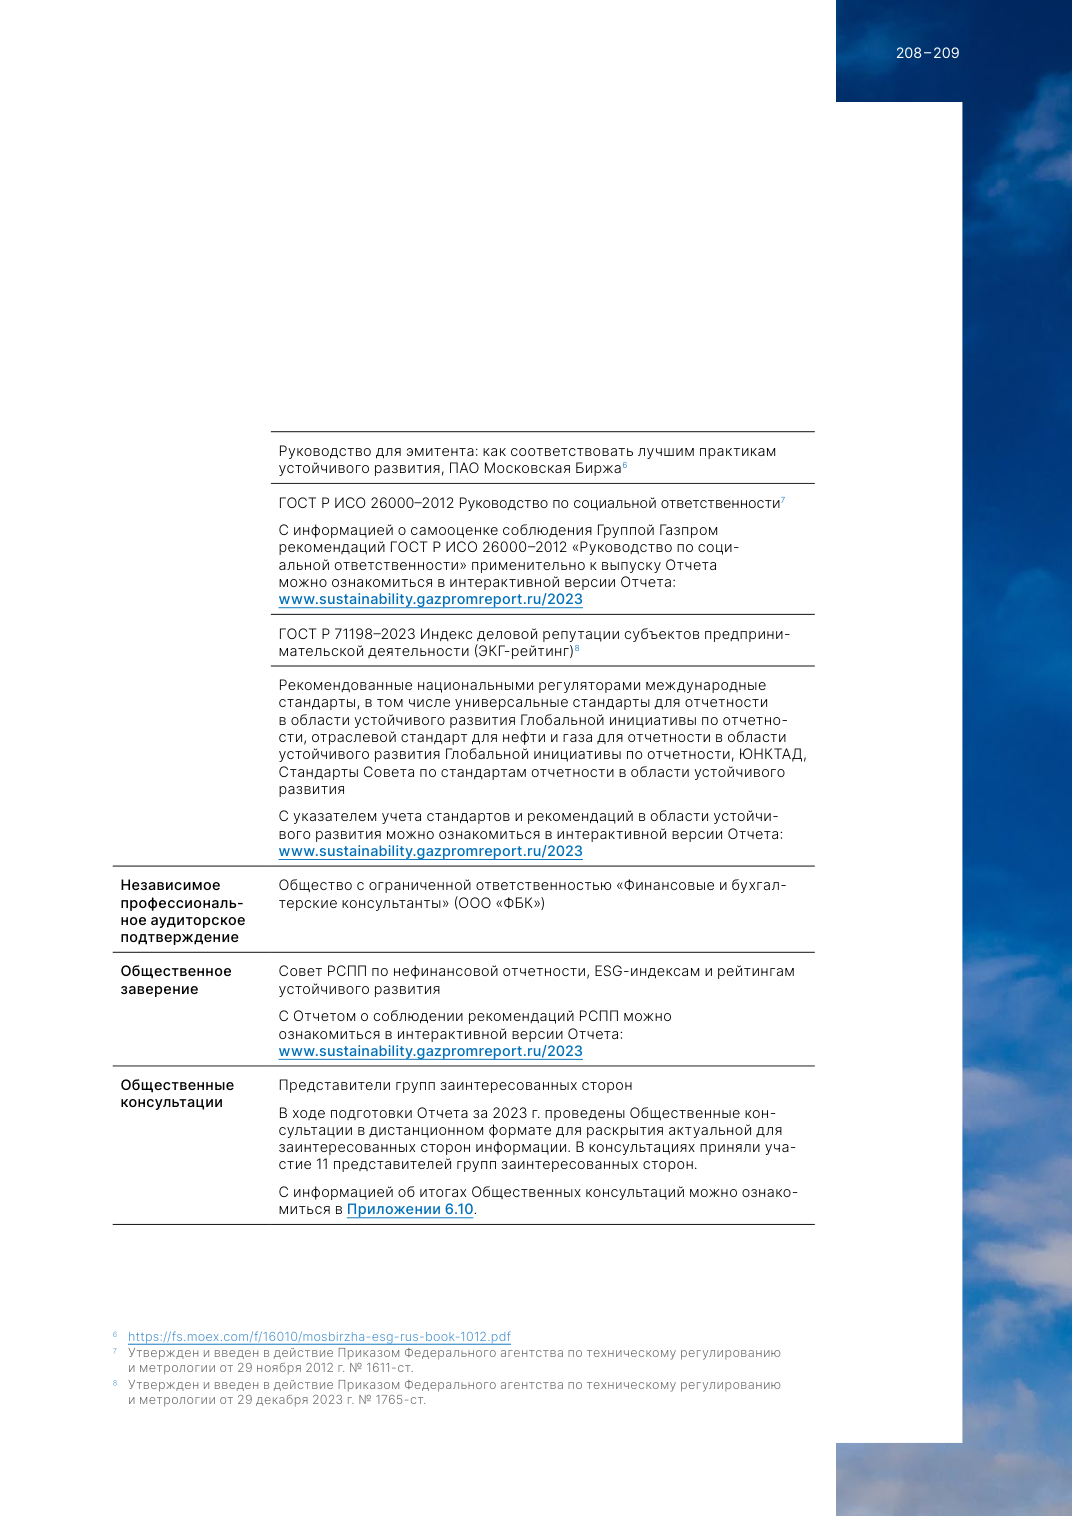 208–209
Руководство для эмитента: как соответствовать лучшим практикам
устойчивого развития, ПАО Московская Биржа⁶
ГОСТ Р ИСО 26000–2012 Руководство по социальной ответственности⁷
С информацией о самооценке соблюдения Группой Газпром
рекомендаций ГОСТ Р ИСО 26000–2012 «Руководство по соци-
альной ответственности» применительно к выпуску Отчета
можно ознакомиться в интерактивной версии Отчета:
www.sustainability.gazpromreport.ru/2023
ГОСТ Р 71198–2023 Индекс деловой репутации субъектов предприни-
мательской деятельности (ЭКГ-рейтинг)⁸
Рекомендованные национальными регуляторами международные
стандарты, в том числе универсальные стандарты для отчетности
в области устойчивого развития Глобальной инициативы по отчетно-
сти, отраслевой стандарт для нефти и газа для отчетности в области
устойчивого развития Глобальной инициативы по отчетности, ЮНКТАД,
Стандарты Совета по стандартам отчетности в области устойчивого
развития
С указателем учета стандартов и рекомендаций в области устойчи-
вого развития можно ознакомиться в интерактивной версии Отчета:
www.sustainability.gazpromreport.ru/2023
Независимое
профессиональ-
ное аудиторское
подтверждение
Общество с ограниченной ответственностью «Финансовые и бухгал-
терские консультанты» (ООО «ФБК»)
Общественное
заверение
Совет РСПП по нефинансовой отчетности, ESG-индексам и рейтингам
устойчивого развития
С Отчетом о соблюдении рекомендаций РСПП можно
ознакомиться в интерактивной версии Отчета:
www.sustainability.gazpromreport.ru/2023
Общественные
консультации
Представители групп заинтересованных сторон
В ходе подготовки Отчета за 2023 г. проведены Общественные кон-
сультации в дистанционном формате для раскрытия актуальной для
заинтересованных сторон информации. В консультациях приняли уча-
стие 11 представителей групп заинтересованных сторон.
С информацией об итогах Общественных консультаций можно ознако-
миться в Приложении 6.10.
⁶ https://fs.moex.com/f/16010/mosbirzha-esg-rus-book-1012.pdf
⁷ Утвержден и введен в действие Приказом Федерального агентства по техническому регулированию
и метрологии от 29 ноября 2012 г. № 1611-ст.
⁸ Утвержден и введен в действие Приказом Федерального агентства по техническому регулированию
и метрологии от 29 декабря 2023 г. № 1765-ст.